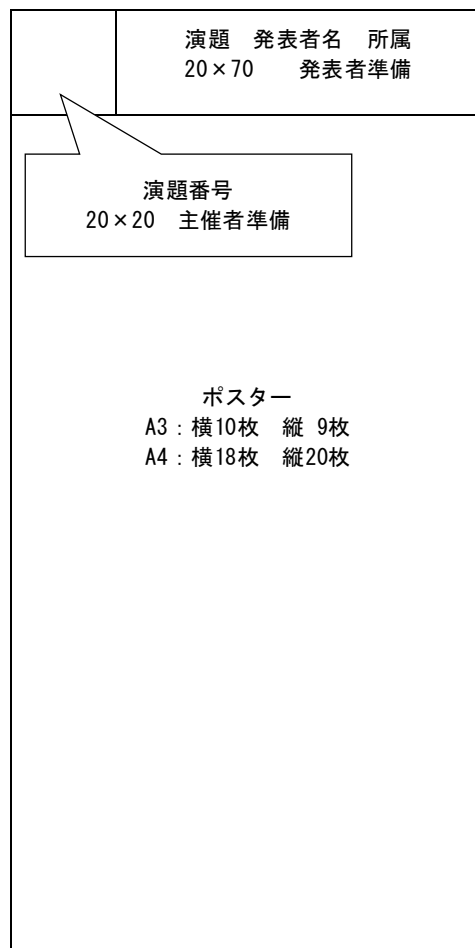 演題　発表者名　所属
20×70　　発表者準備
演題番号
20×20　主催者準備
ポスター
A3：横10枚　縦 9枚
A4：横18枚　縦20枚